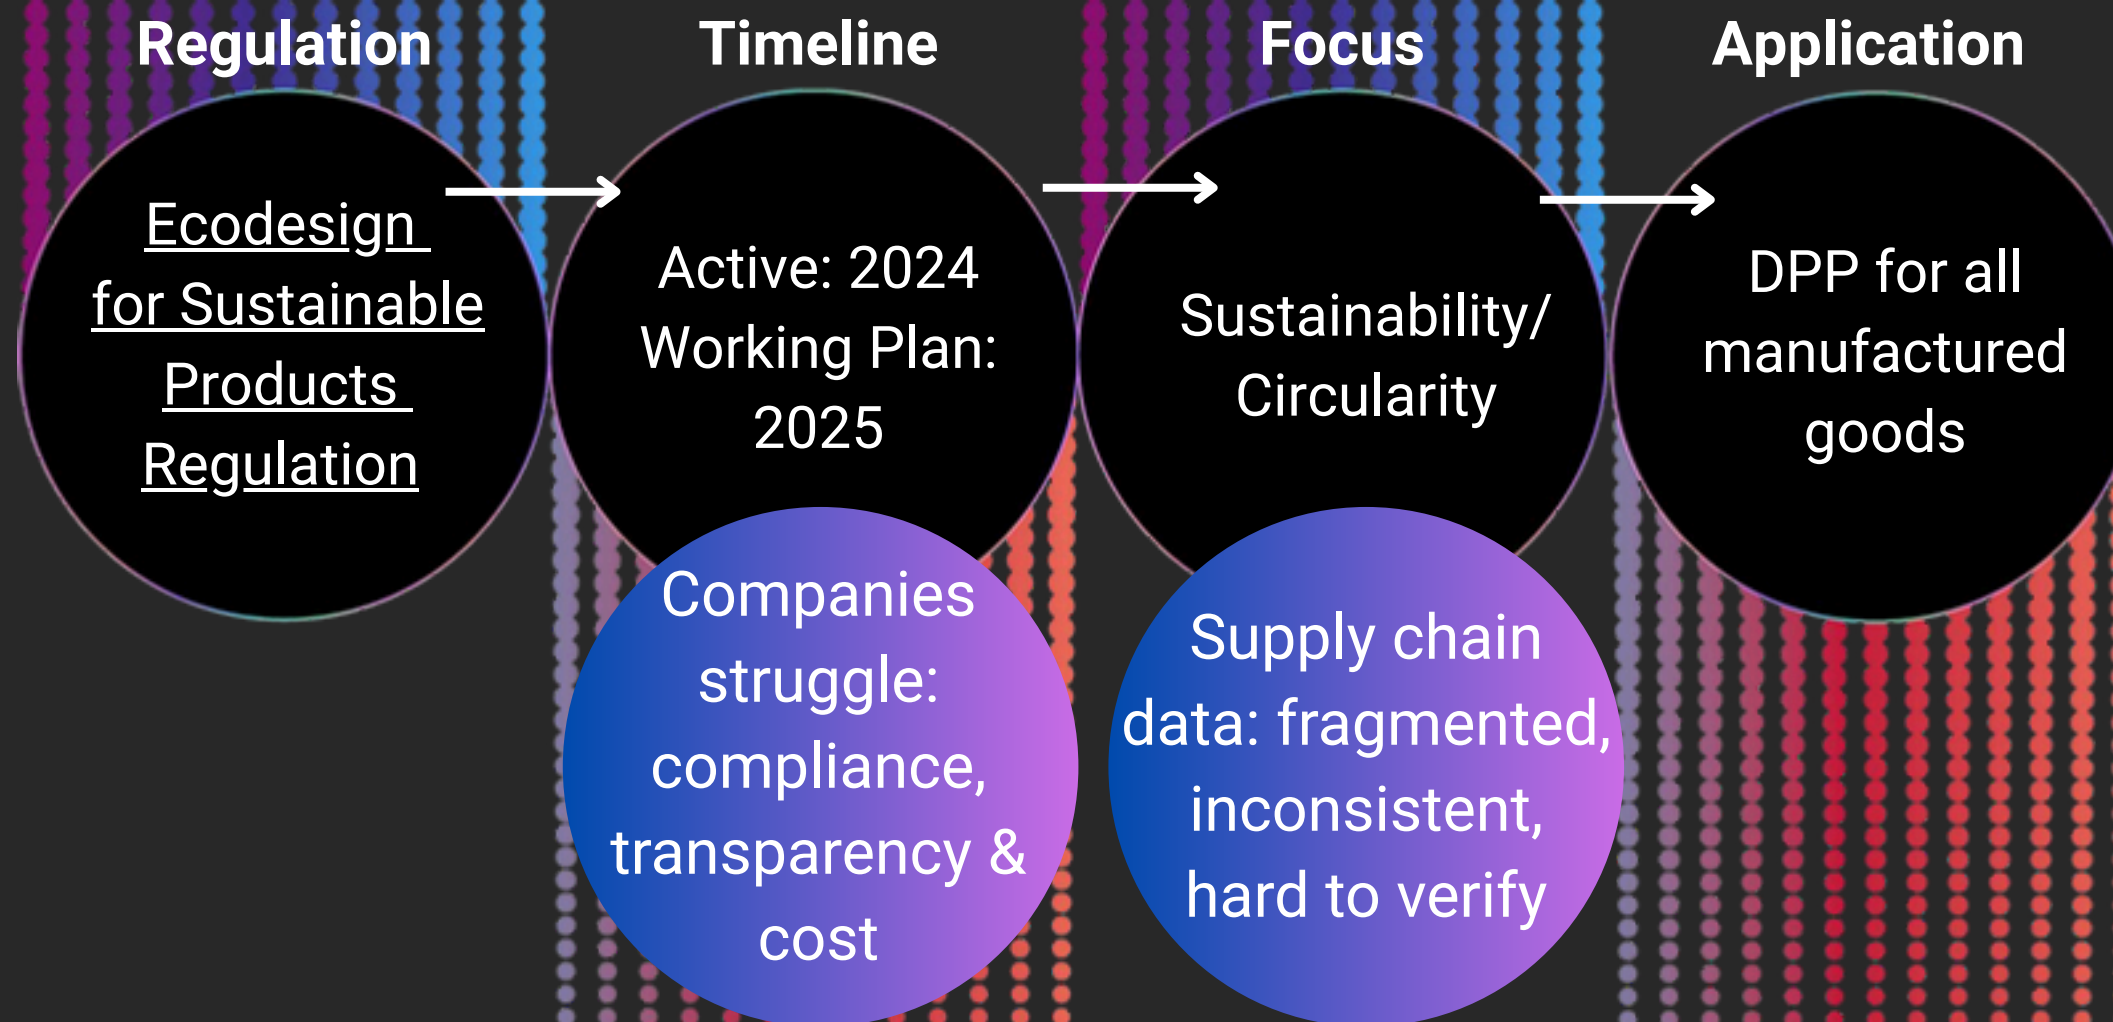 Regulation
Ecodesign
for Sustainable
Products
Regulation
Timeline
Active: 2024
Working Plan:
2025
Companies
struggle:
compliance,
transparency &
cost
Focus
Sustainability/
Circularity
Supply chain
data: fragmented,
inconsistent,
hard to verify
Application
DPP for all
manufactured
goods